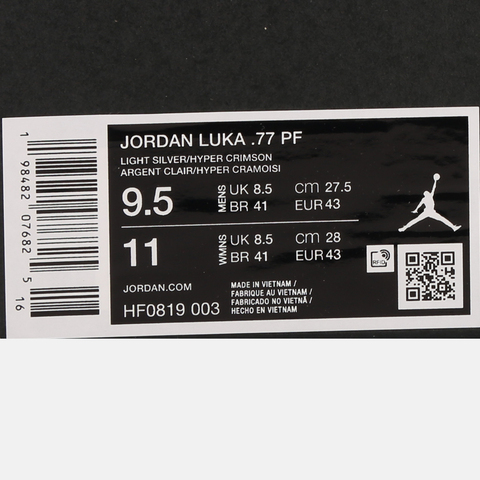 JORDAN LUKA .77 PF
LIGHT SILVER/HYPER CRIMSON
ARGENT CLAIR/HYPER CRAMOISI
9.5 MENS UK 8.5 CM 27.5
BR 41 EUR 43
11 WMNS UK 8.5 CM 28
BR 41 EUR 43
JORDAN.COM
HF0819 003
MADE IN VIETNAM /
FABRIQUE AU VIETNAM /
FABRICADO NO VIETNÃ /
HECHO EN VIETNAM
RFID
1 98482 07682 5 16